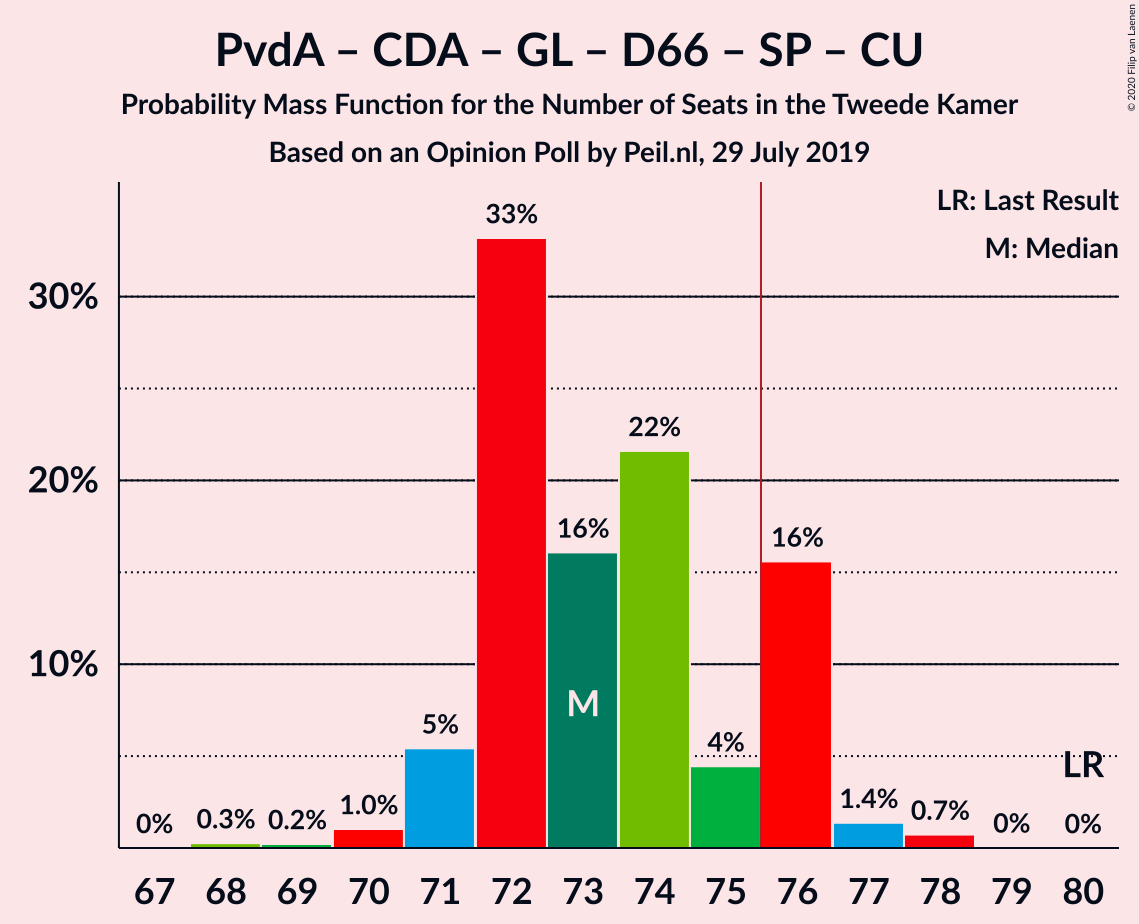 PvdA – CDA – GL – D66 – SP – CU
Probability Mass Function for the Number of Seats in the Tweede Kamer
Based on an Opinion Poll by Peil.nl, 29 July 2019
© 2020 Filip van Laenen
LR: Last Result
M: Median
30%
20%
10%
0%
0.3%
0.2%
1.0%
5%
33%
16%
22%
4%
16%
1.4%
0.7%
0%
0%
M
LR
67 68 69 70 71 72 73 74 75 76 77 78 79 80